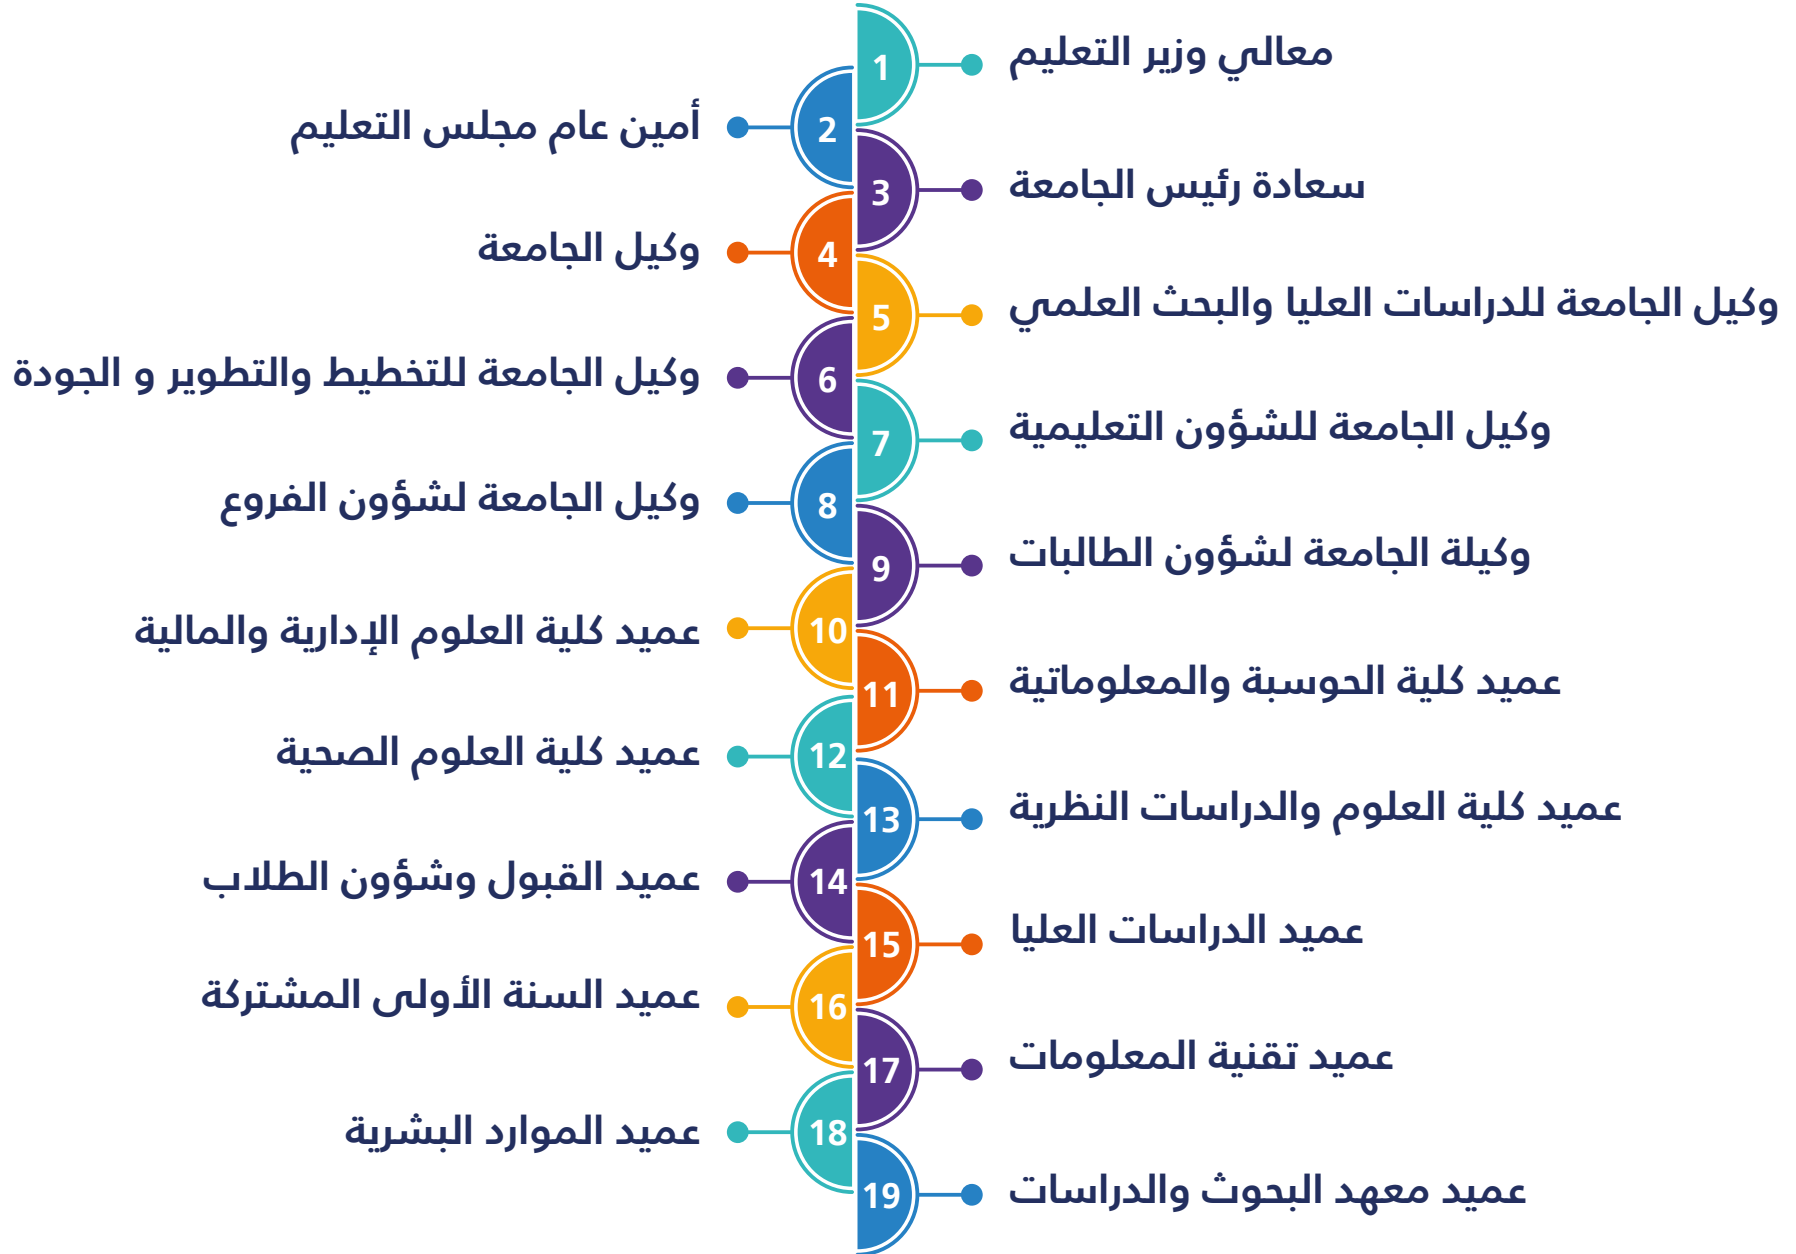 1 معالي وزير التعليم
2 أمين عام مجلس التعليم
3 سعادة رئيس الجامعة
4 وكيل الجامعة
5 وكيل الجامعة للدراسات العليا والبحث العلمي
6 وكيل الجامعة للتخطيط والتطوير و الجودة
7 وكيل الجامعة للشؤون التعليمية
8 وكيل الجامعة لشؤون الفروع
9 وكيلة الجامعة لشؤون الطالبات
10 عميد كلية العلوم الإدارية والمالية
11 عميد كلية الحوسبة والمعلوماتية
12 عميد كلية العلوم الصحية
13 عميد كلية العلوم والدراسات النظرية
14 عميد القبول وشؤون الطلاب
15 عميد الدراسات العليا
16 عميد السنة الأولى المشتركة
17 عميد تقنية المعلومات
18 عميد الموارد البشرية
19 عميد معهد البحوث والدراسات